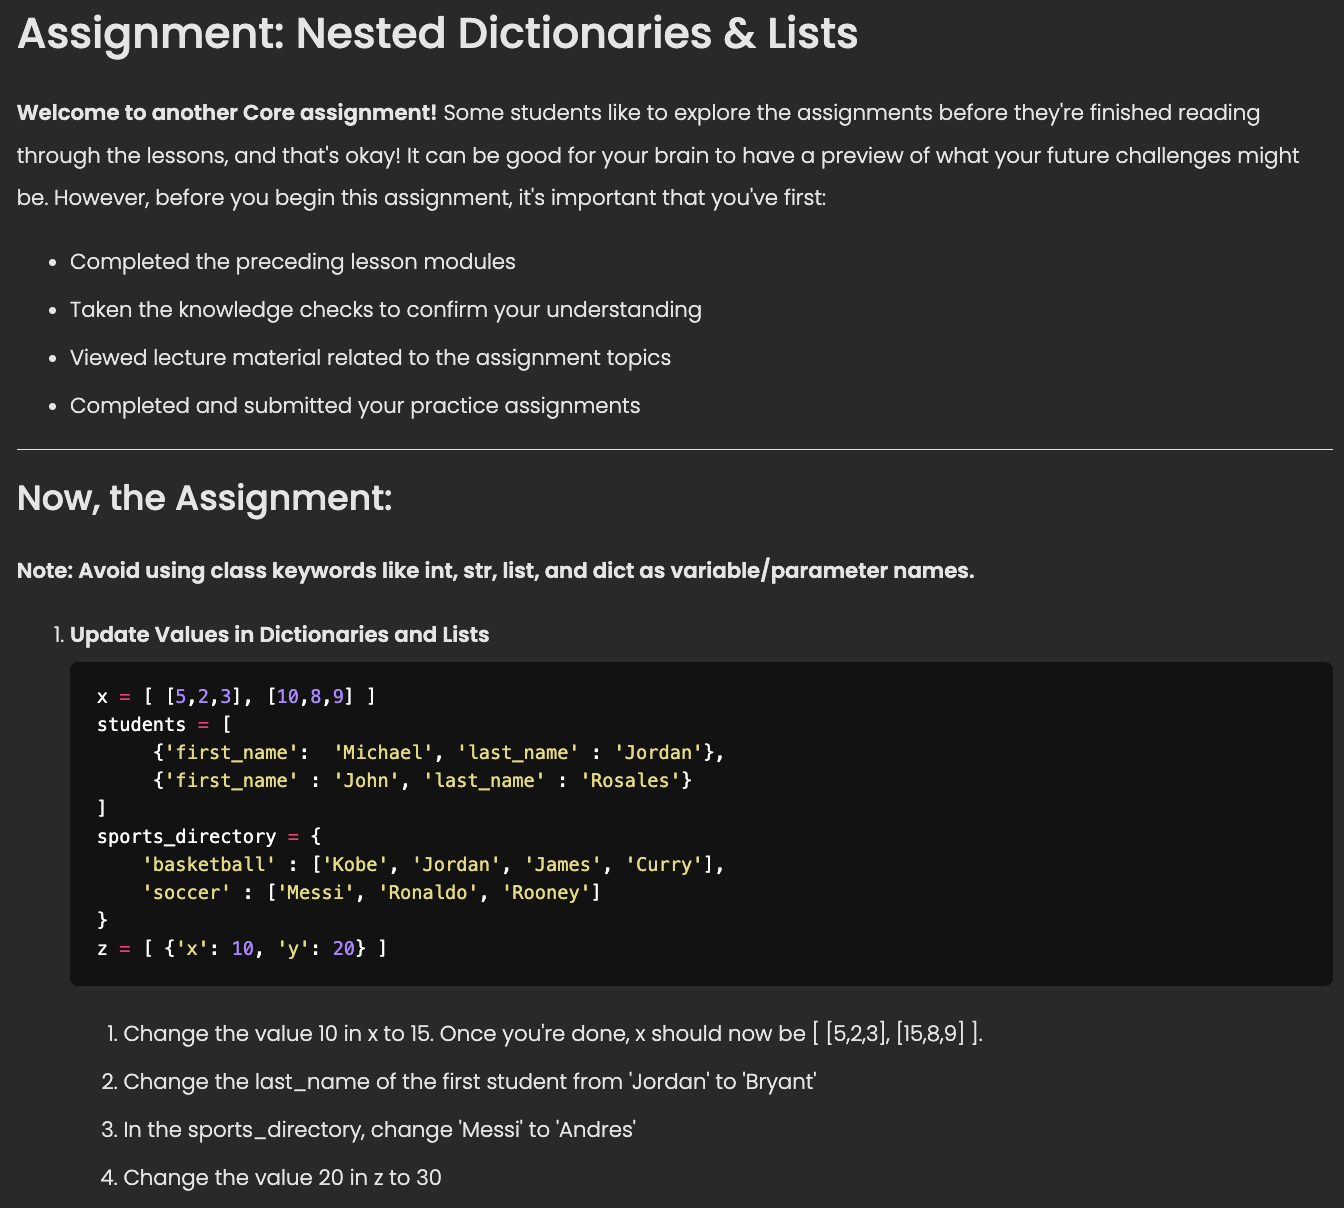 Assignment: Nested Dictionaries & Lists
Welcome to another Core assignment! Some students like to explore the assignments before they're finished reading
through the lessons, and that's okay! It can be good for your brain to have a preview of what your future challenges might
be. However, before you begin this assignment, it's important that you've first:
• Completed the preceding lesson modules
• Taken the knowledge checks to confirm your understanding
• Viewed lecture material related to the assignment topics
• Completed and submitted your practice assignments
Now, the Assignment:
Note: Avoid using class keywords like int, str, list, and dict as variable/parameter names.
1. Update Values in Dictionaries and Lists
x = [ [5,2,3], [10,8,9] ]
students = [
     {'first_name':  'Michael', 'last_name' : 'Jordan'},
     {'first_name' : 'John', 'last_name' : 'Rosales'}
]
sports_directory = {
    'basketball' : ['Kobe', 'Jordan', 'James', 'Curry'],
    'soccer' : ['Messi', 'Ronaldo', 'Rooney']
}
z = [ {'x': 10, 'y': 20} ]
1. Change the value 10 in x to 15. Once you're done, x should now be [ [5,2,3], [15,8,9] ].
2. Change the last_name of the first student from 'Jordan' to 'Bryant'
3. In the sports_directory, change 'Messi' to 'Andres'
4. Change the value 20 in z to 30